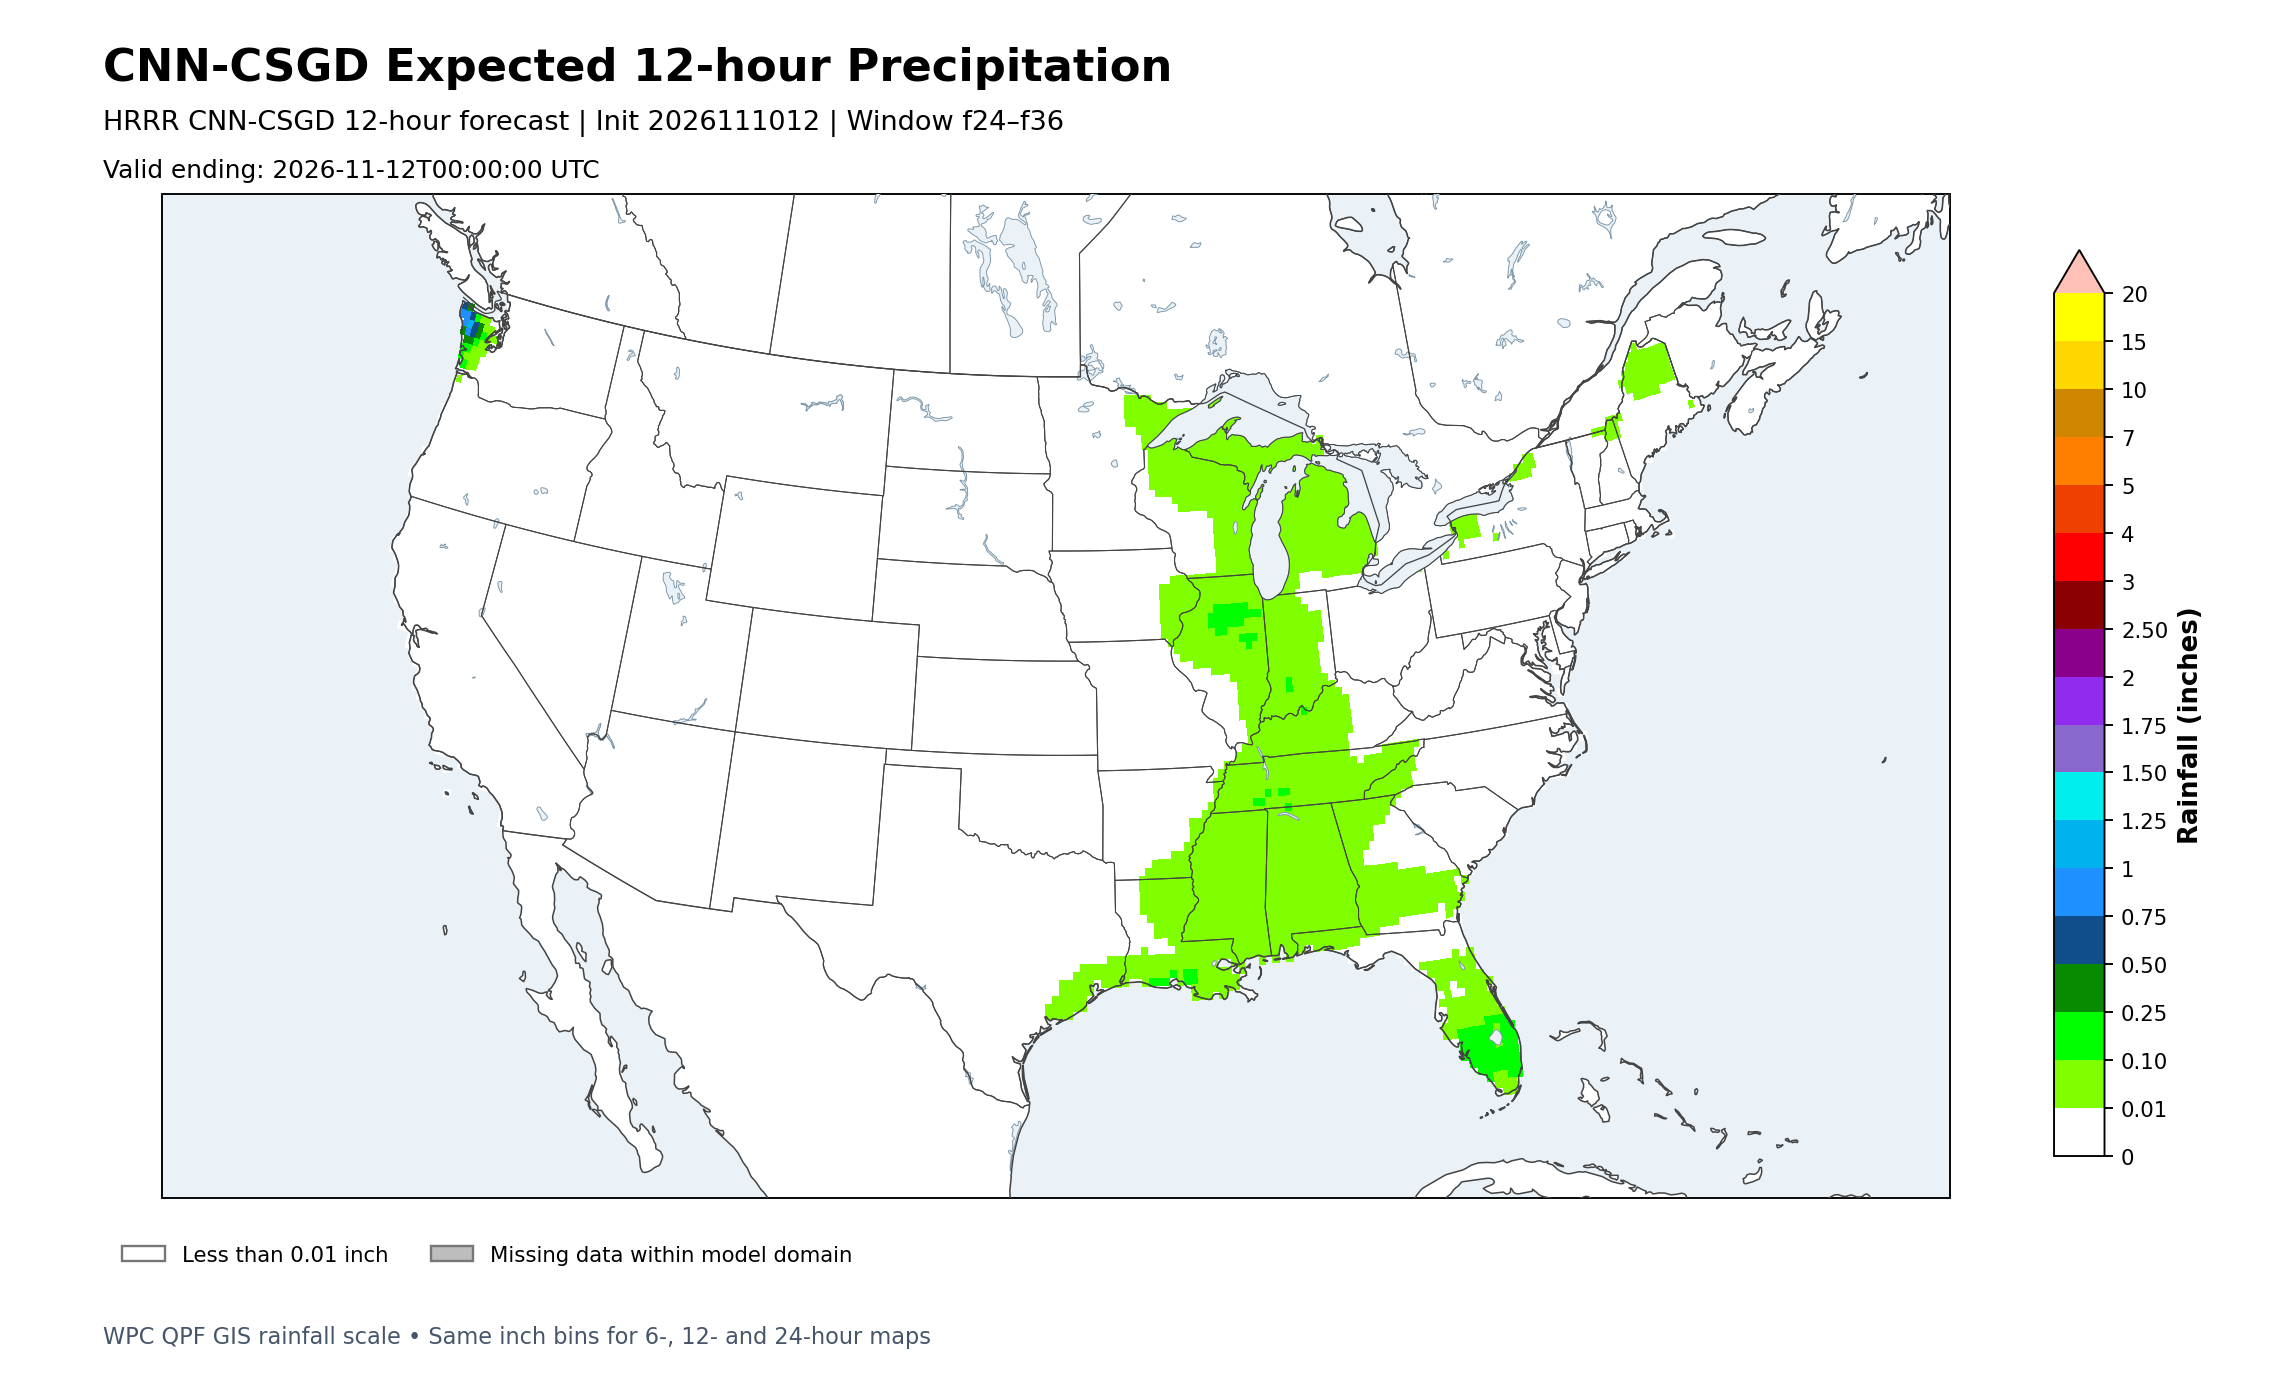 CNN-CSGD Expected 12-hour Precipitation
HRRR CNN-CSGD 12-hour forecast | Init 2026111012 | Window f24–f36
Valid ending: 2026-11-12T00:00:00 UTC
20
15
10
7
5
4
3
2.50
2
1.75
1.50
1.25
1
0.75
0.50
0.25
0.10
0.01
0
Rainfall (inches)
Less than 0.01 inch
Missing data within model domain
WPC QPF GIS rainfall scale • Same inch bins for 6-, 12- and 24-hour maps